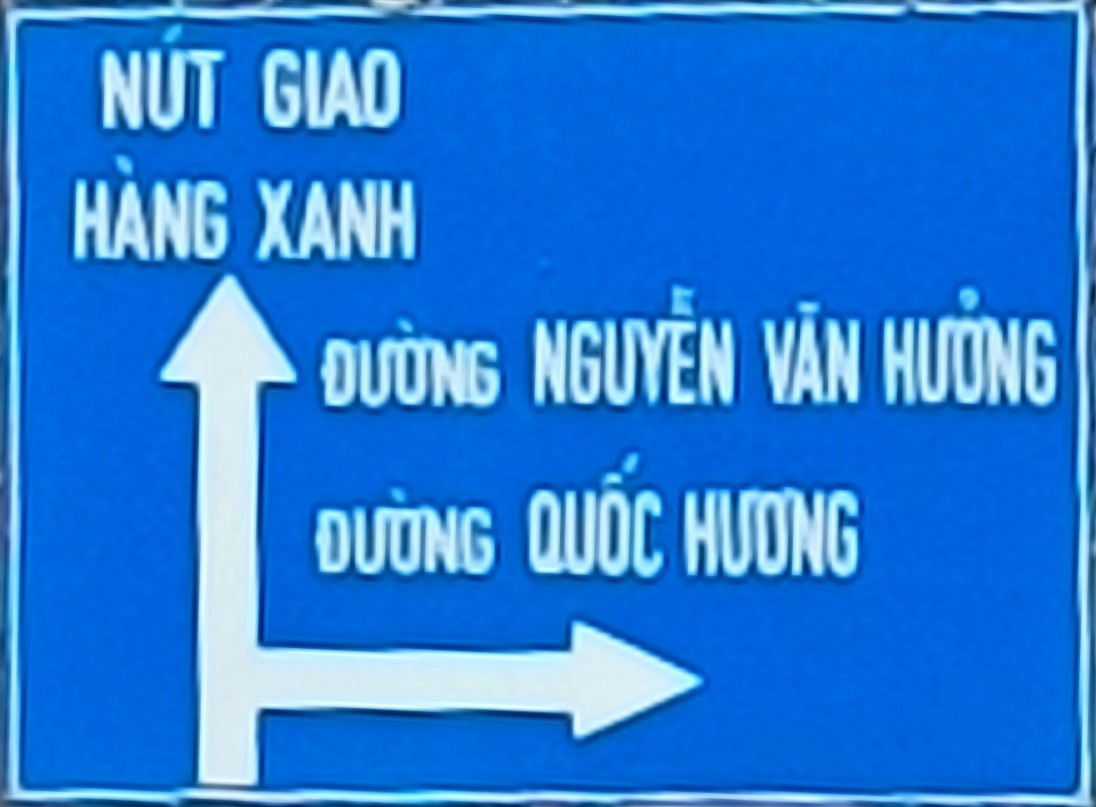 NÚT GIAO
HÀNG XANH
ĐƯỜNG NGUYỄN VĂN HƯỞNG
ĐƯỜNG QUỐC HƯƠNG